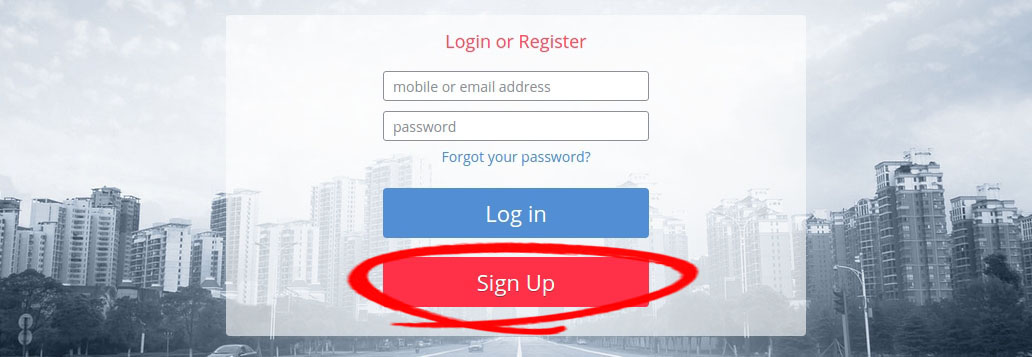 Login or Register
mobile or email address
password
Forgot your password?
Log in
Sign Up